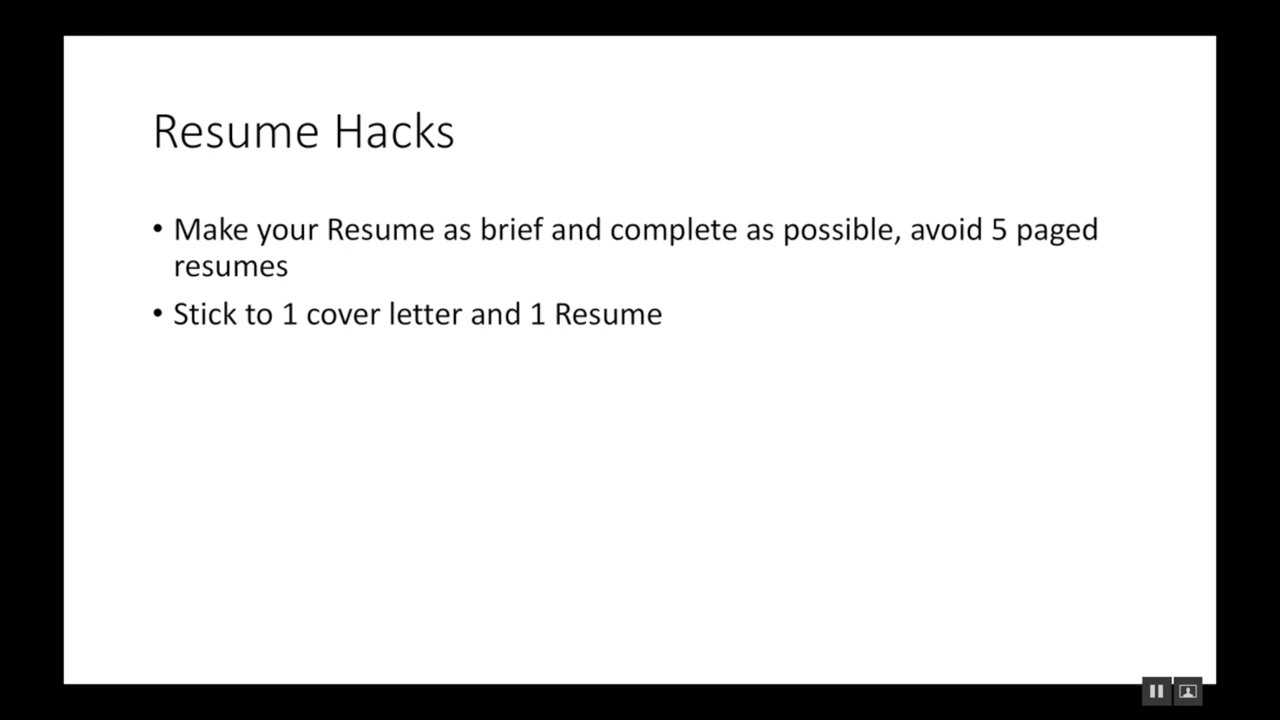 Resume Hacks
• Make your Resume as brief and complete as possible, avoid 5 paged
resumes
• Stick to 1 cover letter and 1 Resume